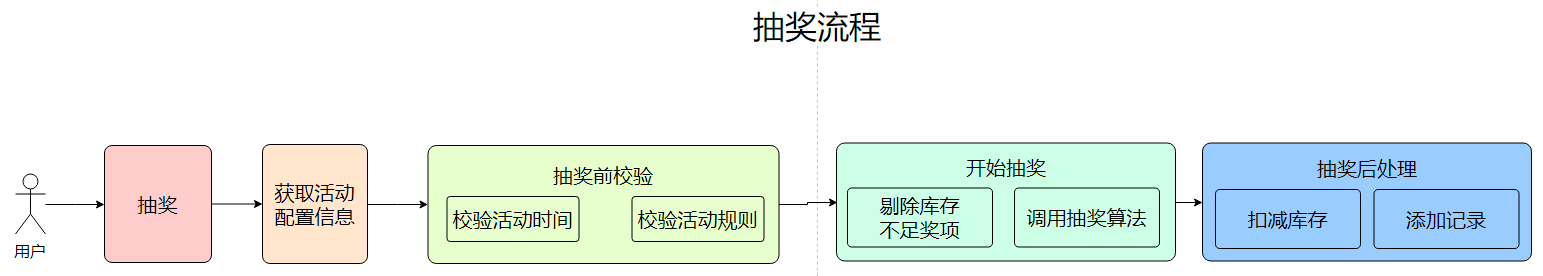 抽奖流程
用户
抽奖
获取活动
配置信息
抽奖前校验
校验活动时间
校验活动规则
开始抽奖
剔除库存
不足奖项
调用抽奖算法
抽奖后处理
扣减库存
添加记录